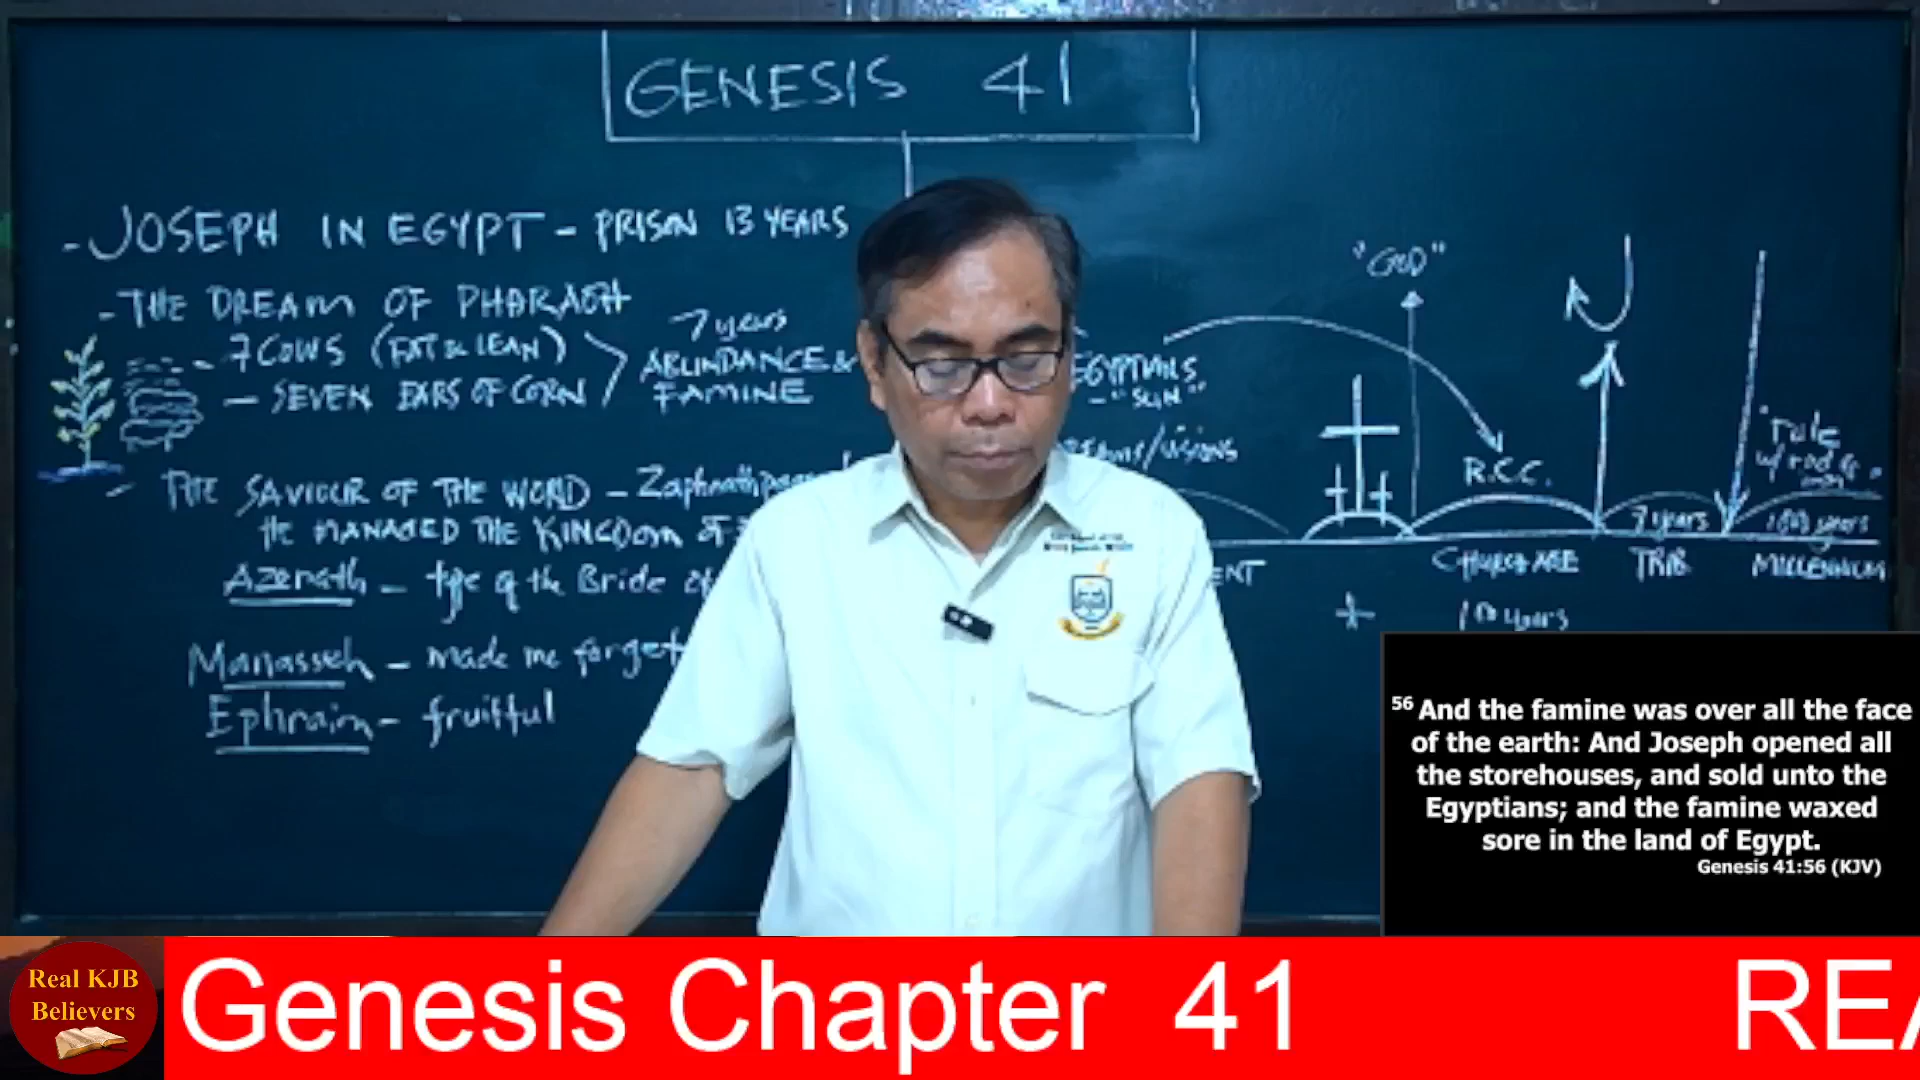 GENESIS 41
- JOSEPH IN EGYPT - PRISON 13 YEARS
- THE DREAM OF PHARAOH
- 7 COWS (FAT & LEAN)
- SEVEN EARS OF CORN
7 years
ABUNDANCE &
FAMINE
- THE SAVIOUR OF THE WORLD -
HE MANAGED THE KINGDOM OF
Azenath - type of the Bride of
Manasseh - made me forget
Ephraim - fruitful
EGYPTIANS
"GOD"
R.C.C.
rule
w/ rod of
7 years
CHURCH AGE
TRIB
MILLENNIUM
56 And the famine was over all the face
of the earth: And Joseph opened all
the storehouses, and sold unto the
Egyptians; and the famine waxed
sore in the land of Egypt.
Genesis 41:56 (KJV)
Real KJB
Believers
Genesis Chapter 41 REA